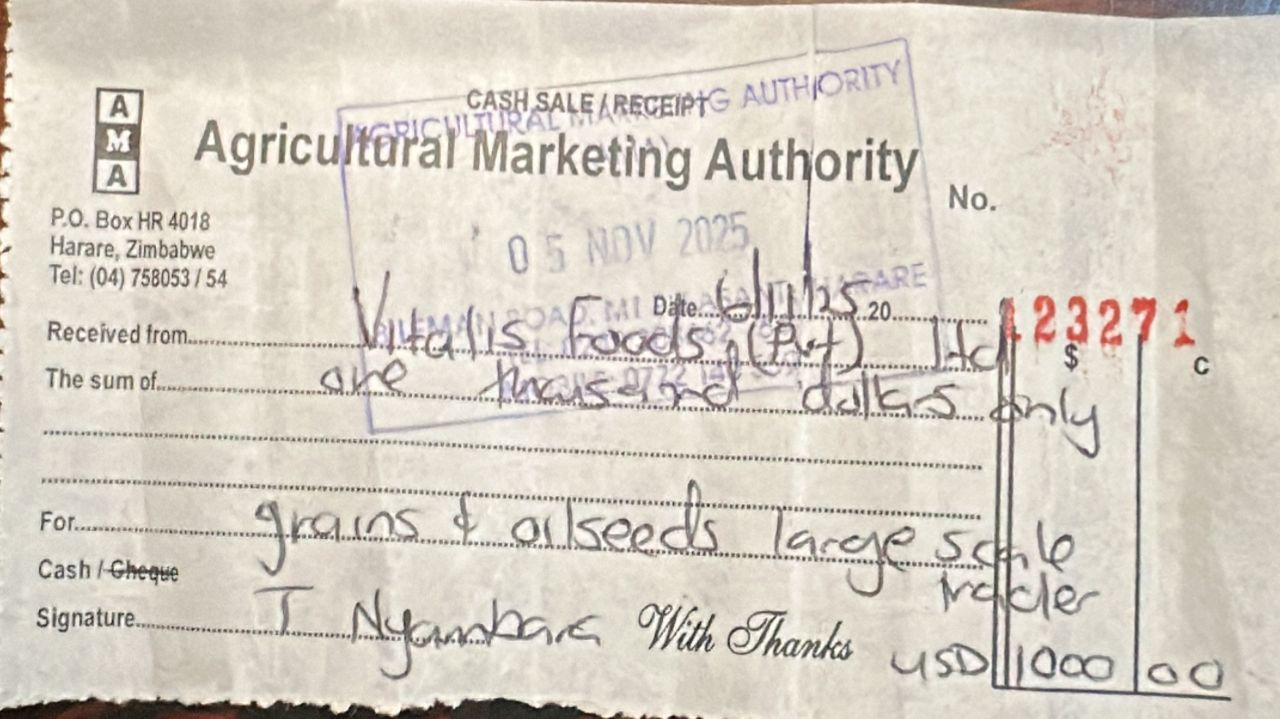 CASH SALE / RECEIPT
A
M
A
Agricultural Marketing Authority
AGRICULTURAL MARKETING AUTHORITY
No. 123271
P.O. Box HR 4018
Harare, Zimbabwe
Tel: (04) 758053 / 54
05 NOV 2025
HARARE
Date 6/11/25 20
Received from Vitalis Foods (Pvt) Ltd
$ C
The sum of one thousand dollars only
For grains & oilseeds large scale
trader
Cash / Cheque
Signature T Nyambara With Thanks
USD 1000 00